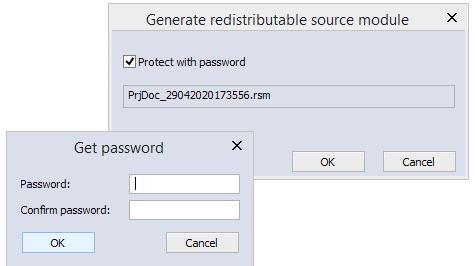 Generate redistributable source module
Protect with password
PrjDoc_29042020173556.rsm
OK Cancel
Get password
Password:
Confirm password:
OK Cancel